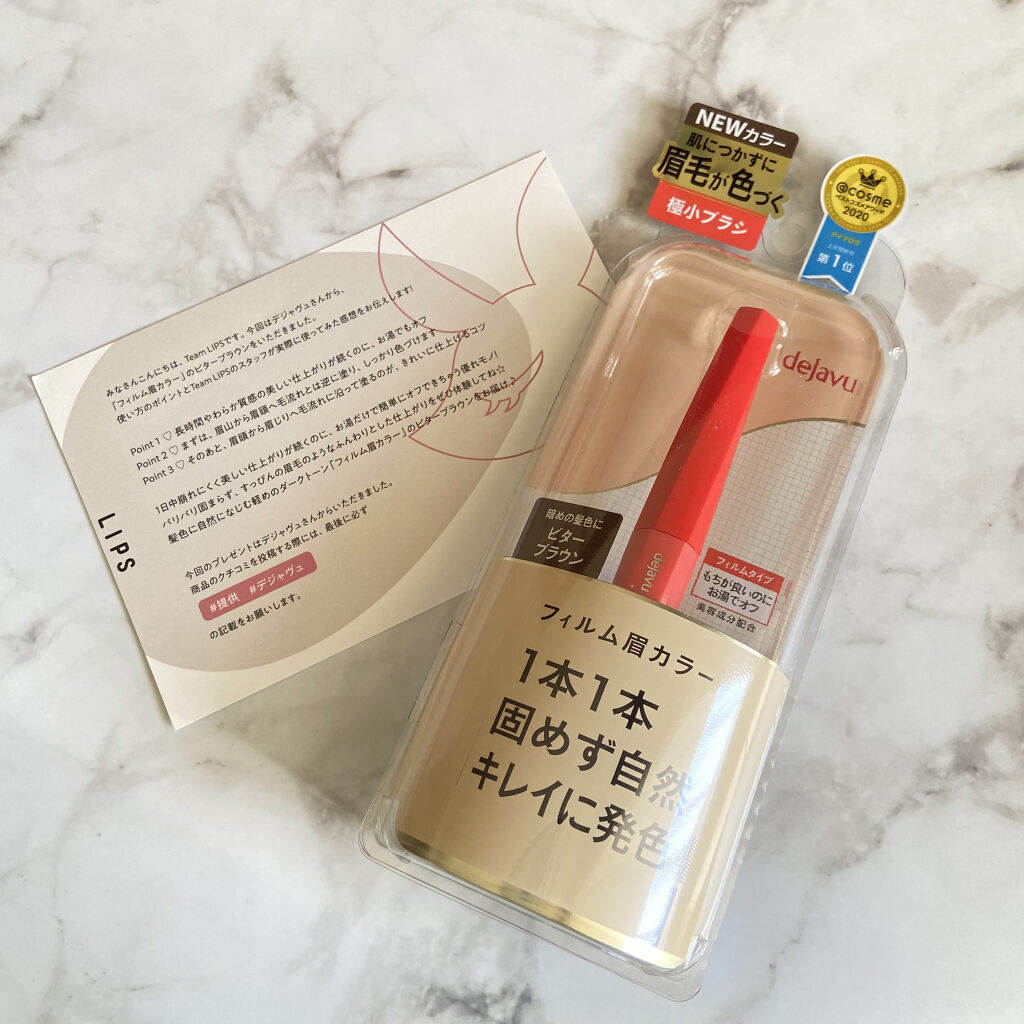 みなさんこんにちは、Team LIPSです。今回はデジャヴュさんから、
「フィルム眉カラー」のビターブラウンをいただきました。
使い方のポイントとTeam LIPSのスタッフが実際に使ってみた感想をお伝えします!
Point 1 ♡ 長時間やわらか質感の美しい仕上がりが続くのに、お湯でもオフ
Point 2 ♡ まずは、眉山から眉頭へ毛流れとは逆に塗り、しっかり色づけます
Point 3 ♡ そのあと、眉頭から眉じりへ毛流れに沿って塗るのが、きれいに仕上げるコツ
1日中崩れにくく美しい仕上がりが続くのに、お湯だけで簡単にオフできちゃう優れモノ!
パリパリ固まらず、すっぴんの眉毛のようなふんわりとした仕上がりをぜひ体験してね☆
髪色に自然になじむ軽めのダークトーン「フィルム眉カラー」のビターブラウンをお届け♪
今回のプレゼントはデジャヴュさんからいただきました。
商品のクチコミを投稿する際には、最後に必ず
#提供 #デジャヴュ
の記載をお願いします。
LIPS
NEWカラー
肌につかずに
眉毛が色づく
極小ブラシ
@cosme
ベストコスメアワード
2020
アイブロウ
上半期新作
第1位
dejavu
暗めの髪色に
ビター
ブラウン
dejavu
フィルムタイプ
もちが良いのに
お湯でオフ
美容成分配合
フィルム眉カラー
1本1本
固めず自然
キレイに発色